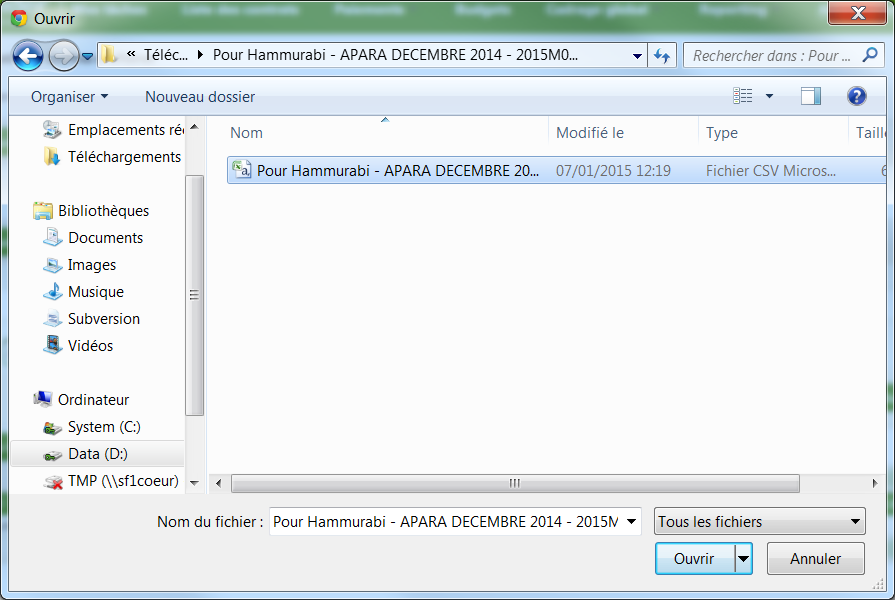 Ouvrir
« Téléc... Pour Hammurabi - APARA DECEMBRE 2014 - 2015M0...
Rechercher dans : Pour ...
Organiser
Nouveau dossier
Emplacements réc
Téléchargements
Bibliothèques
Documents
Images
Musique
Subversion
Vidéos
Ordinateur
System (C:)
Data (D:)
TMP (\\sf1coeur)
Nom Modifié le Type Taille
Pour Hammurabi - APARA DECEMBRE 20... 07/01/2015 12:19 Fichier CSV Micros... 6
Nom du fichier : Pour Hammurabi - APARA DECEMBRE 2014 - 2015M
Tous les fichiers
Ouvrir Annuler